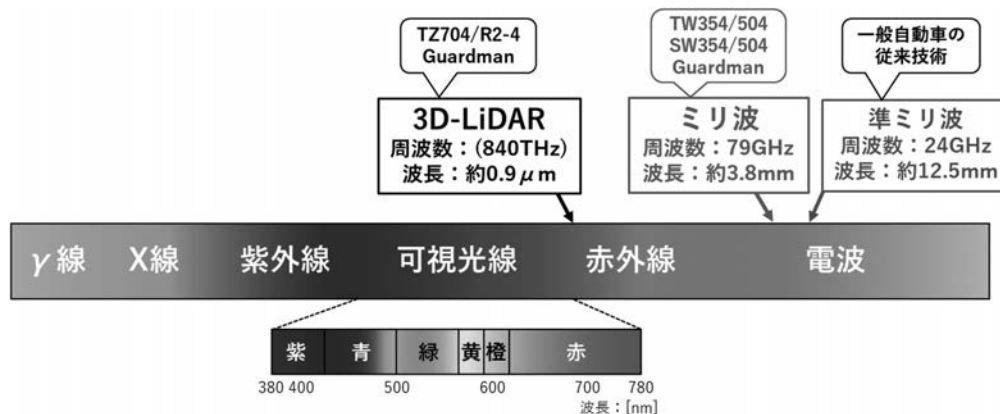 TZ704/R2-4
Guardman
TW354/504
SW354/504
Guardman
一般自動車の
従来技術
3D-LiDAR
周波数：(840THz)
波長：約0.9μm
ミリ波
周波数：79GHz
波長：約3.8mm
準ミリ波
周波数：24GHz
波長：約12.5mm
γ線 X線 紫外線 可視光線 赤外線 電波
紫 青 緑 黄 橙 赤
380 400 500 600 700 780
波長：[nm]